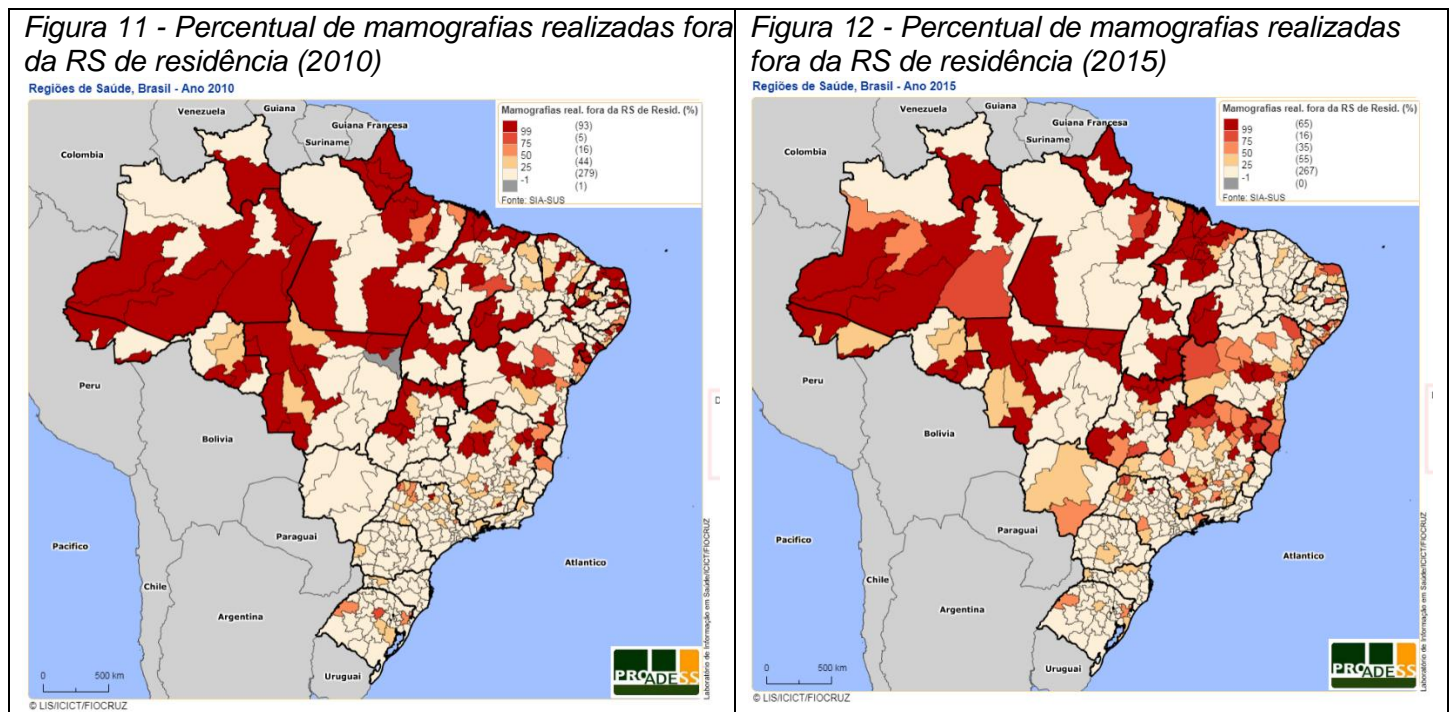 Figura 11 - Percentual de mamografias realizadas fora
da RS de residência (2010)
Regiões de Saúde, Brasil - Ano 2010
Venezuela
Guiana
Guiana Francesa
Suriname
Colombia
Peru
Bolivia
Paraguai
Pacifico
Chile
Argentina
Uruguai
Atlantico
Mamografias real. fora da RS de Resid. (%)
99 (93)
75 (5)
50 (16)
25 (44)
-1 (279)
(1)
Fonte: SIA-SUS
0 500 km
PROADESS
Laboratório de Informação em Saúde/ICICT/FIOCRUZ
© LIS/ICICT/FIOCRUZ
Figura 12 - Percentual de mamografias realizadas
fora da RS de residência (2015)
Regiões de Saúde, Brasil - Ano 2015
Venezuela
Guiana
Guiana Francesa
Suriname
Colombia
Peru
Bolivia
Paraguai
Pacifico
Chile
Argentina
Uruguai
Atlantico
Mamografias real. fora da RS de Resid. (%)
99 (65)
75 (16)
50 (35)
25 (55)
-1 (267)
(0)
Fonte: SIA-SUS
0 500 km
PROADESS
Laboratório de Informação em Saúde/ICICT/FIOCRUZ
© LIS/ICICT/FIOCRUZ